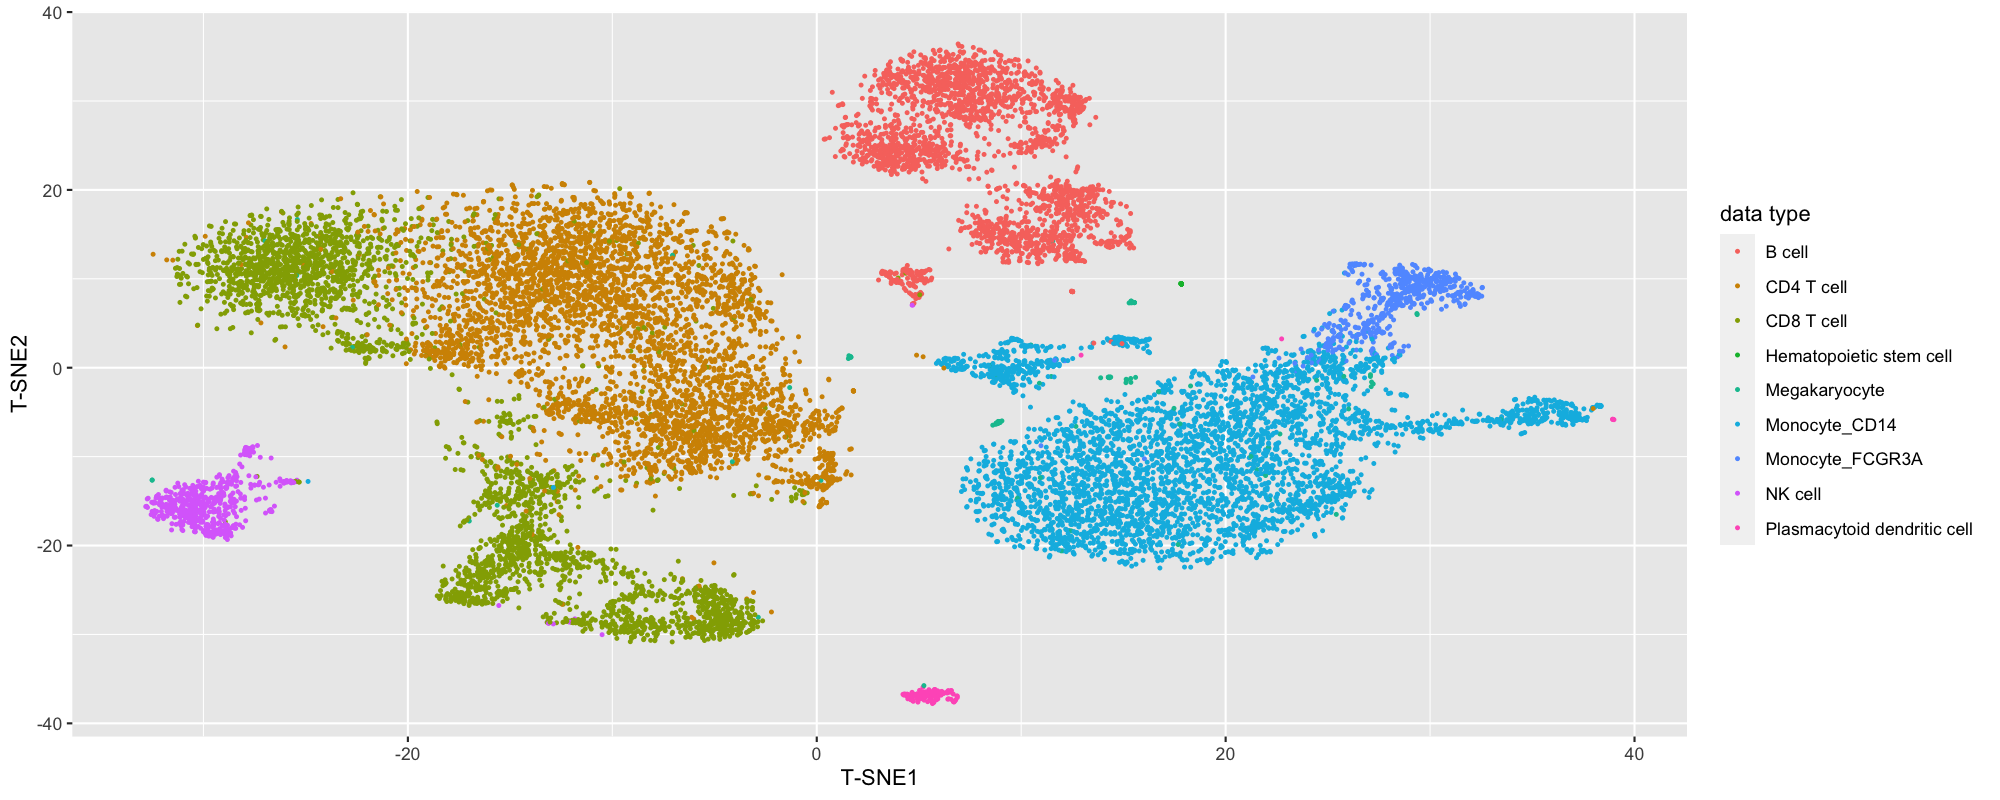 40
20
0
-20
-40
T-SNE2
-20
0
20
40
T-SNE1
data type
B cell
CD4 T cell
CD8 T cell
Hematopoietic stem cell
Megakaryocyte
Monocyte_CD14
Monocyte_FCGR3A
NK cell
Plasmacytoid dendritic cell